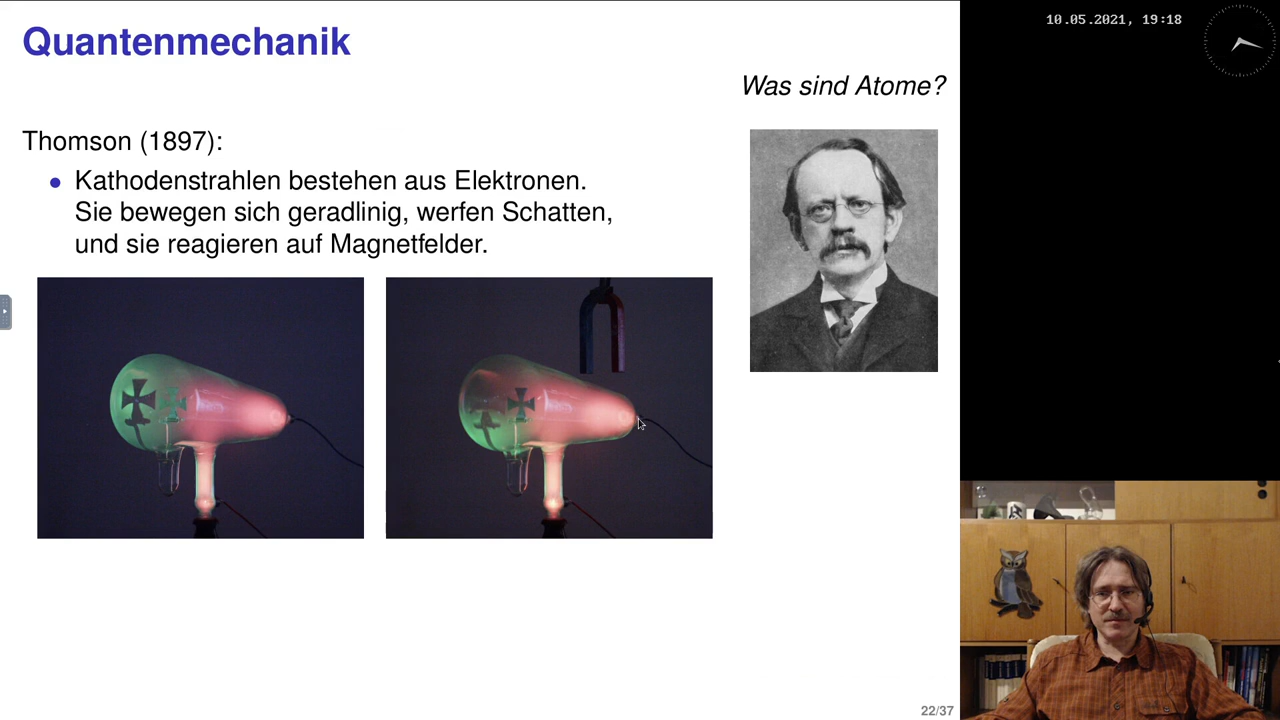 Quantenmechanik
Was sind Atome?
Thomson (1897):
• Kathodenstrahlen bestehen aus Elektronen.
Sie bewegen sich geradlinig, werfen Schatten,
und sie reagieren auf Magnetfelder.
22/37
10.05.2021, 19:18